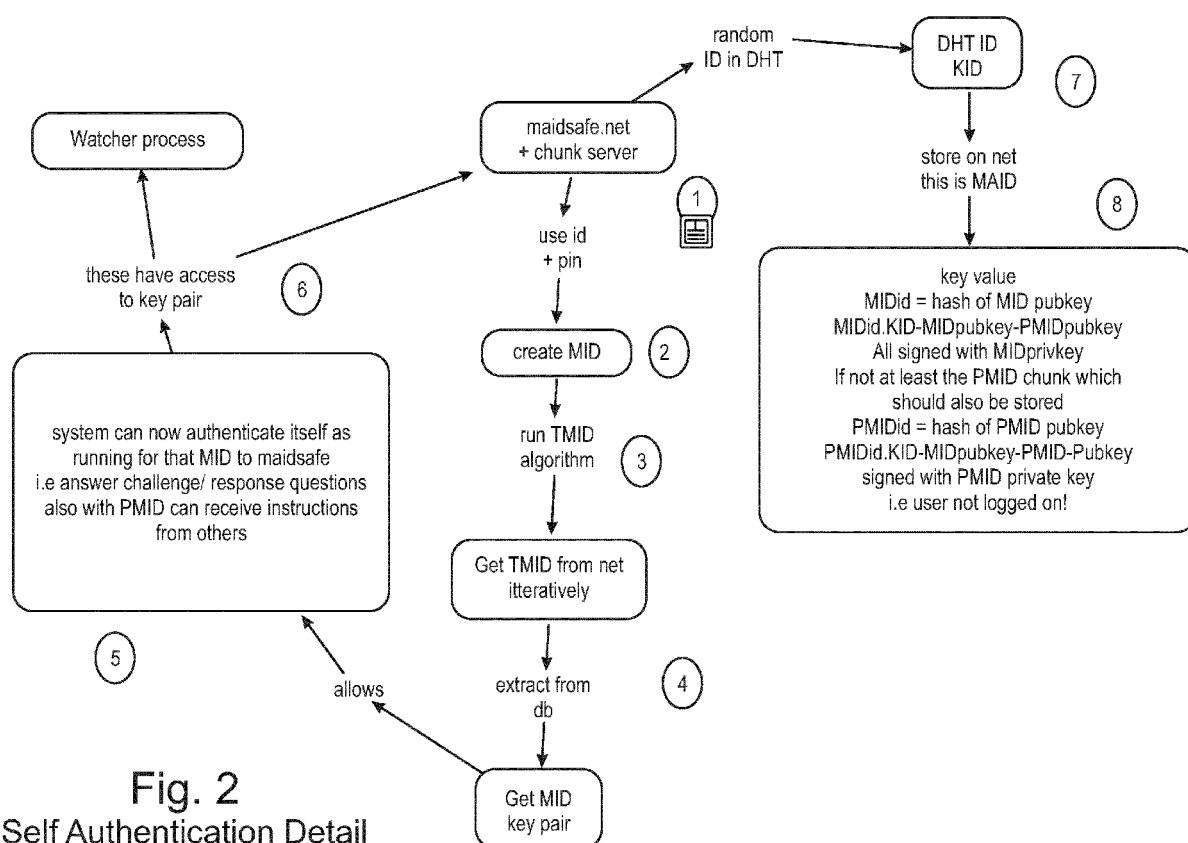 random
ID in DHT
DHT ID
KID
7
Watcher process
maidsafe.net
+ chunk server
store on net
this is MAID
1
8
use id
+ pin
these have access
to key pair
6
key value
MIDid = hash of MID pubkey
MIDid.KID-MIDpubkey-PMIDpubkey
All signed with MIDprivkey
If not at least the PMID chunk which
should also be stored
PMIDid = hash of PMID pubkey
PMIDid.KID-MIDpubkey-PMID-Pubkey
signed with PMID private key
i.e user not logged on!
create MID
2
system can now authenticate itself as
running for that MID to maidsafe
i.e answer challenge/ response questions
also with PMID can receive instructions
from others
run TMID
algorithm
3
Get TMID from net
itteratively
5
allows
extract from
db
4
Get MID
key pair
Fig. 2
Self Authentication Detail